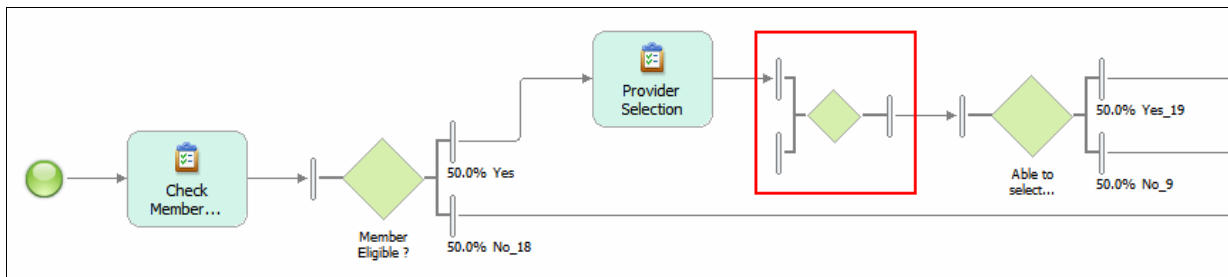 Check
Member...
Member
Eligible ?
50.0% Yes
50.0% No_18
Provider
Selection
Able to
select...
50.0% Yes_19
50.0% No_9